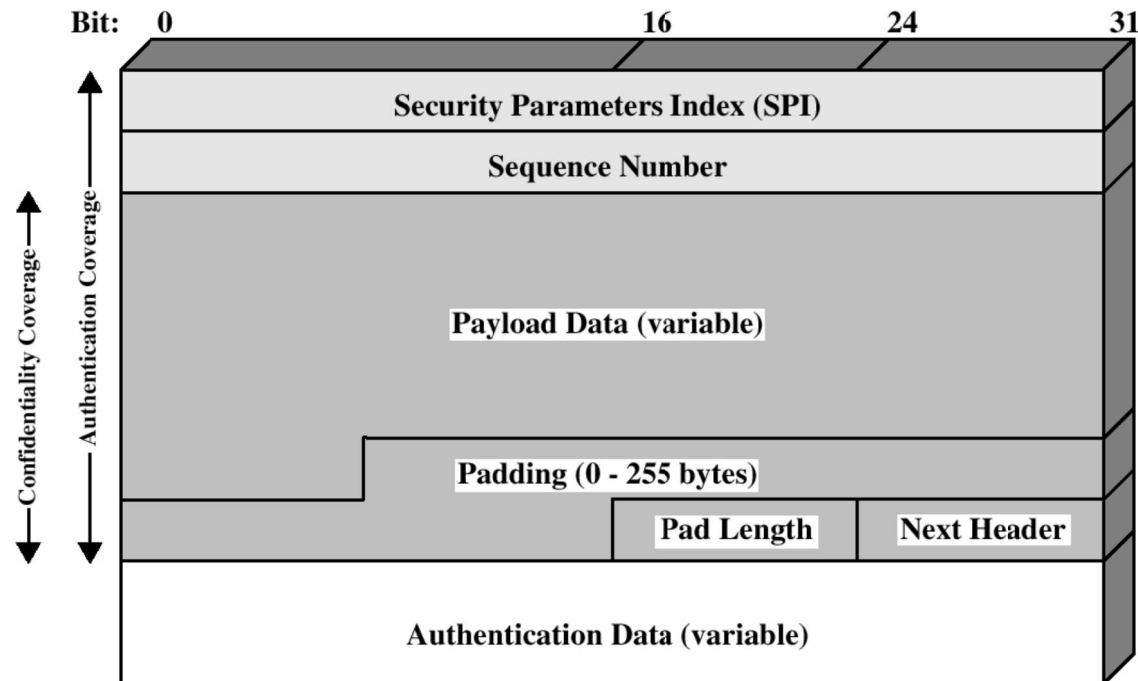 Bit: 0 16 24 31
Security Parameters Index (SPI)
Sequence Number
Payload Data (variable)
Padding (0 - 255 bytes)
Pad Length Next Header
Authentication Data (variable)
Confidentiality Coverage
Authentication Coverage